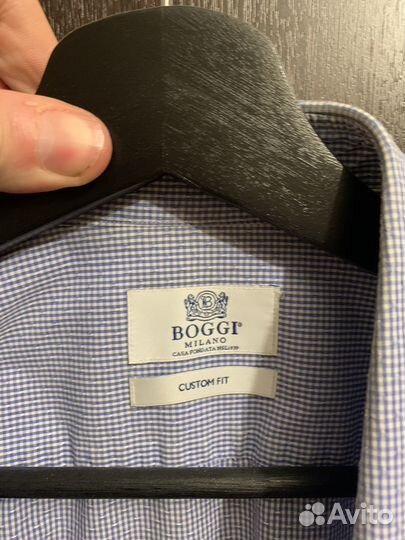 B
BOGGI®
MILANO
CASA FONDATA NEL 1939
CUSTOM FIT
Avito